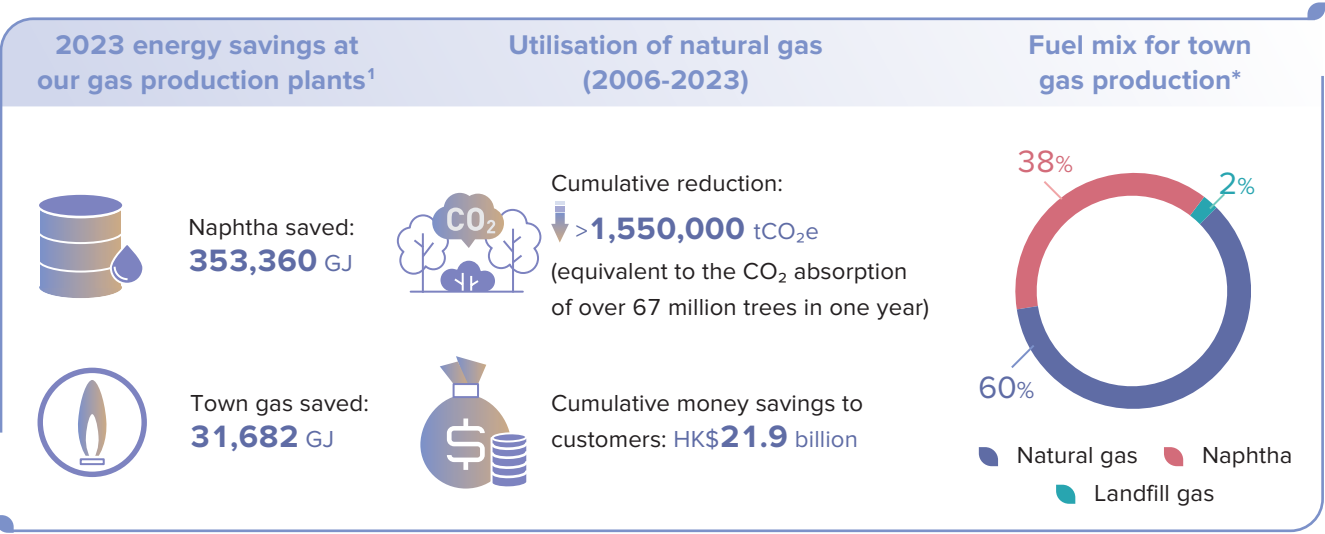 2023 energy savings at
our gas production plants¹
Naphtha saved:
353,360 GJ
Town gas saved:
31,682 GJ
Utilisation of natural gas
(2006-2023)
CO₂
Cumulative reduction:
>1,550,000 tCO₂e
(equivalent to the CO₂ absorption
of over 67 million trees in one year)
$
Cumulative money savings to
customers: HK$21.9 billion
Fuel mix for town
gas production*
38%
2%
60%
Natural gas
Naphtha
Landfill gas